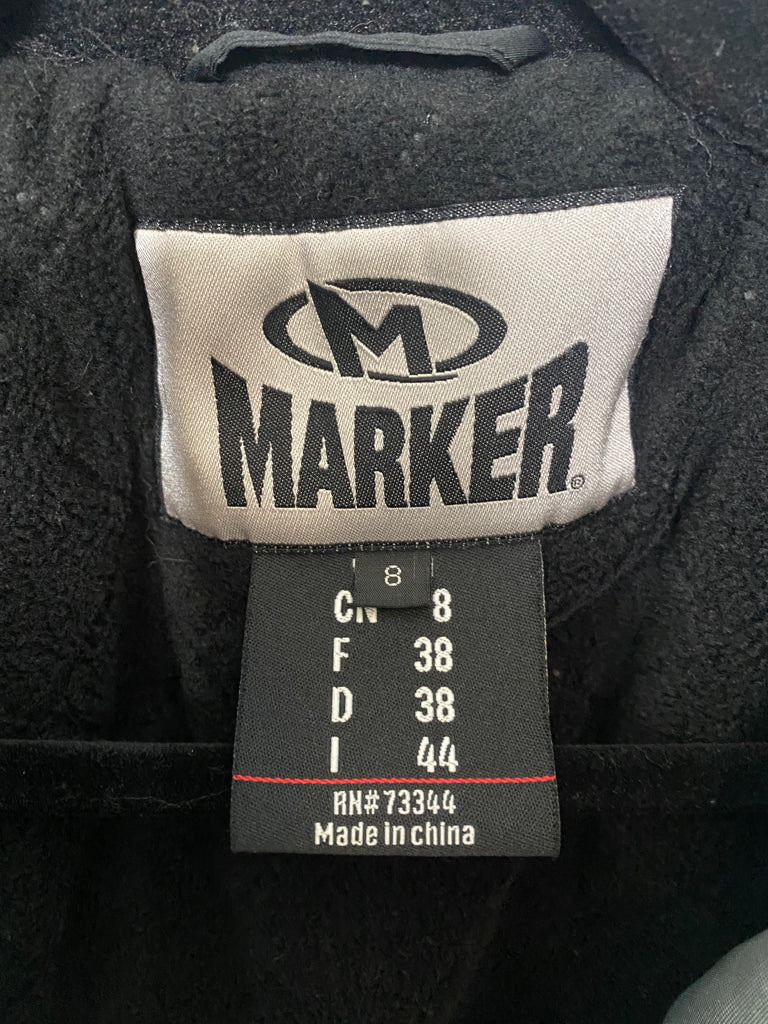 M
MARKER®
8
CN 8
F 38
D 38
I 44
RN#73344
Made in china